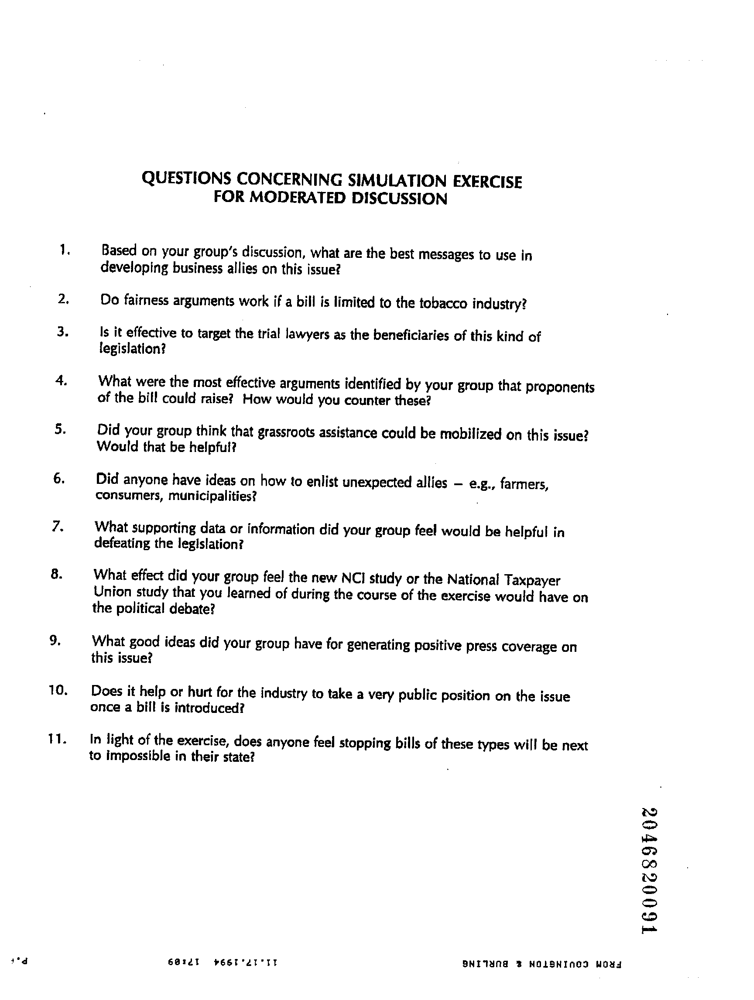 QUESTIONS CONCERNING SIMULATION EXERCISE
FOR MODERATED DISCUSSION
1. Based on your group's discussion, what are the best messages to use in
developing business allies on this issue?
2. Do fairness arguments work if a bill is limited to the tobacco industry?
3. Is it effective to target the trial lawyers as the beneficiaries of this kind of
legislation?
4. What were the most effective arguments identified by your group that proponents
of the bill could raise? How would you counter these?
5. Did your group think that grassroots assistance could be mobilized on this issue?
Would that be helpful?
6. Did anyone have ideas on how to enlist unexpected allies — e.g., farmers,
consumers, municipalities?
7. What supporting data or information did your group feel would be helpful in
defeating the legislation?
8. What effect did your group feel the new NCI study or the National Taxpayer
Union study that you learned of during the course of the exercise would have on
the political debate?
9. What good ideas did your group have for generating positive press coverage on
this issue?
10. Does it help or hurt for the industry to take a very public position on the issue
once a bill is introduced?
11. In light of the exercise, does anyone feel stopping bills of these types will be next
to impossible in their state?
2046820091
FROM COVINGTON & BURLING 11.17.1994 17:09 P.